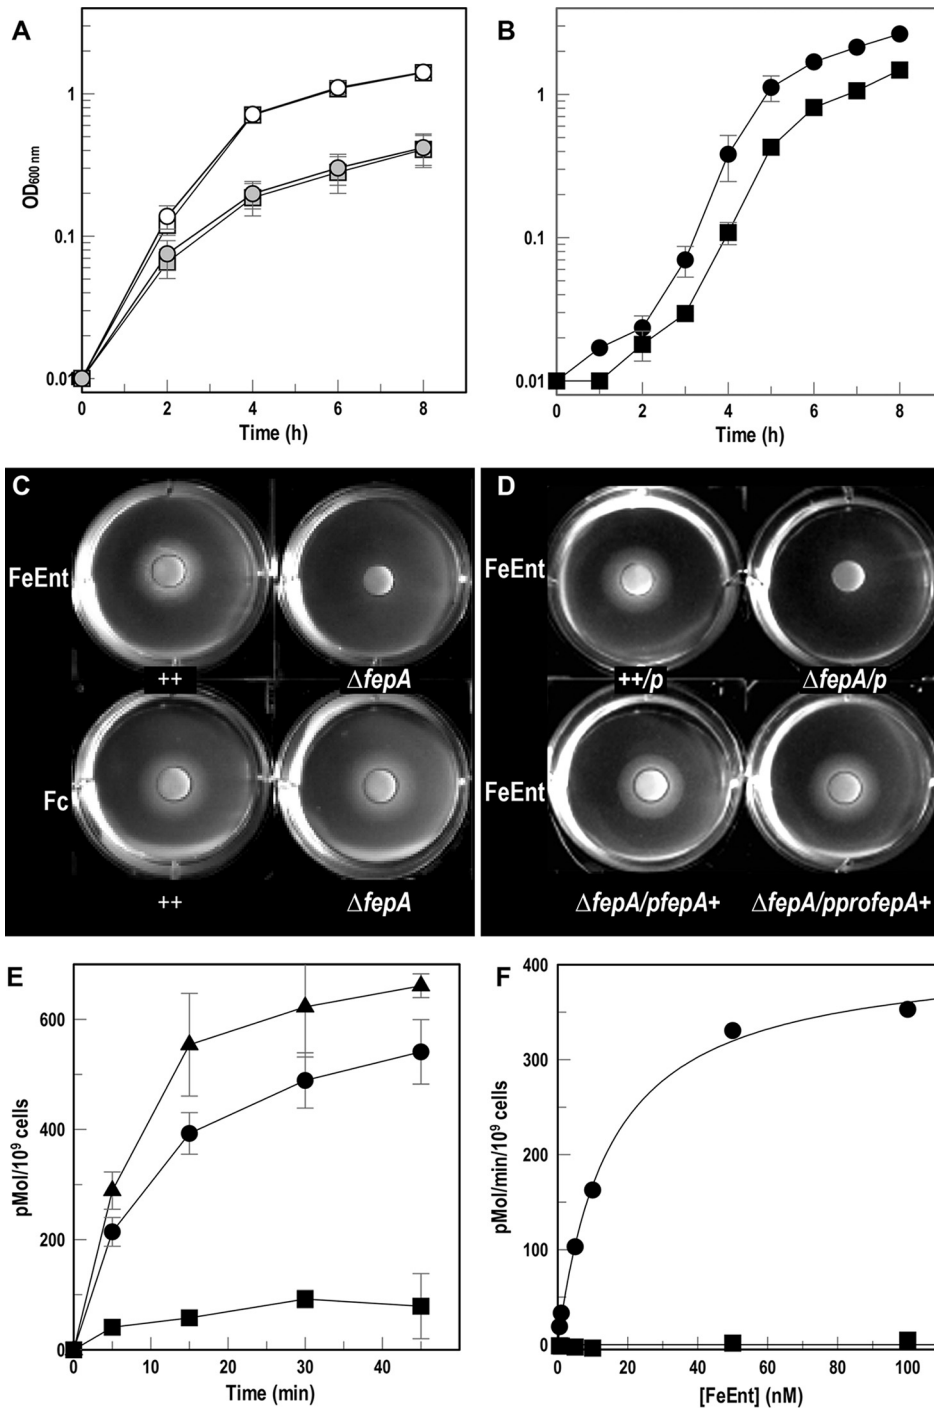 A
OD600 nm
1
0.1
0.01
0 2 4 6 8
Time (h)
B
1
0.1
0.01
0 2 4 6 8
Time (h)
C
FeEnt
++ ΔfepA
Fc
++ ΔfepA
D
FeEnt
++/p ΔfepA/p
FeEnt
ΔfepA/pfepA+ ΔfepA/pprofepA+
E
pMol/10⁹ cells
600
400
200
0
0 10 20 30 40
Time (min)
F
pMol/min/10⁹ cells
400
300
200
100
0
0 20 40 60 80 100
[FeEnt] (nM)